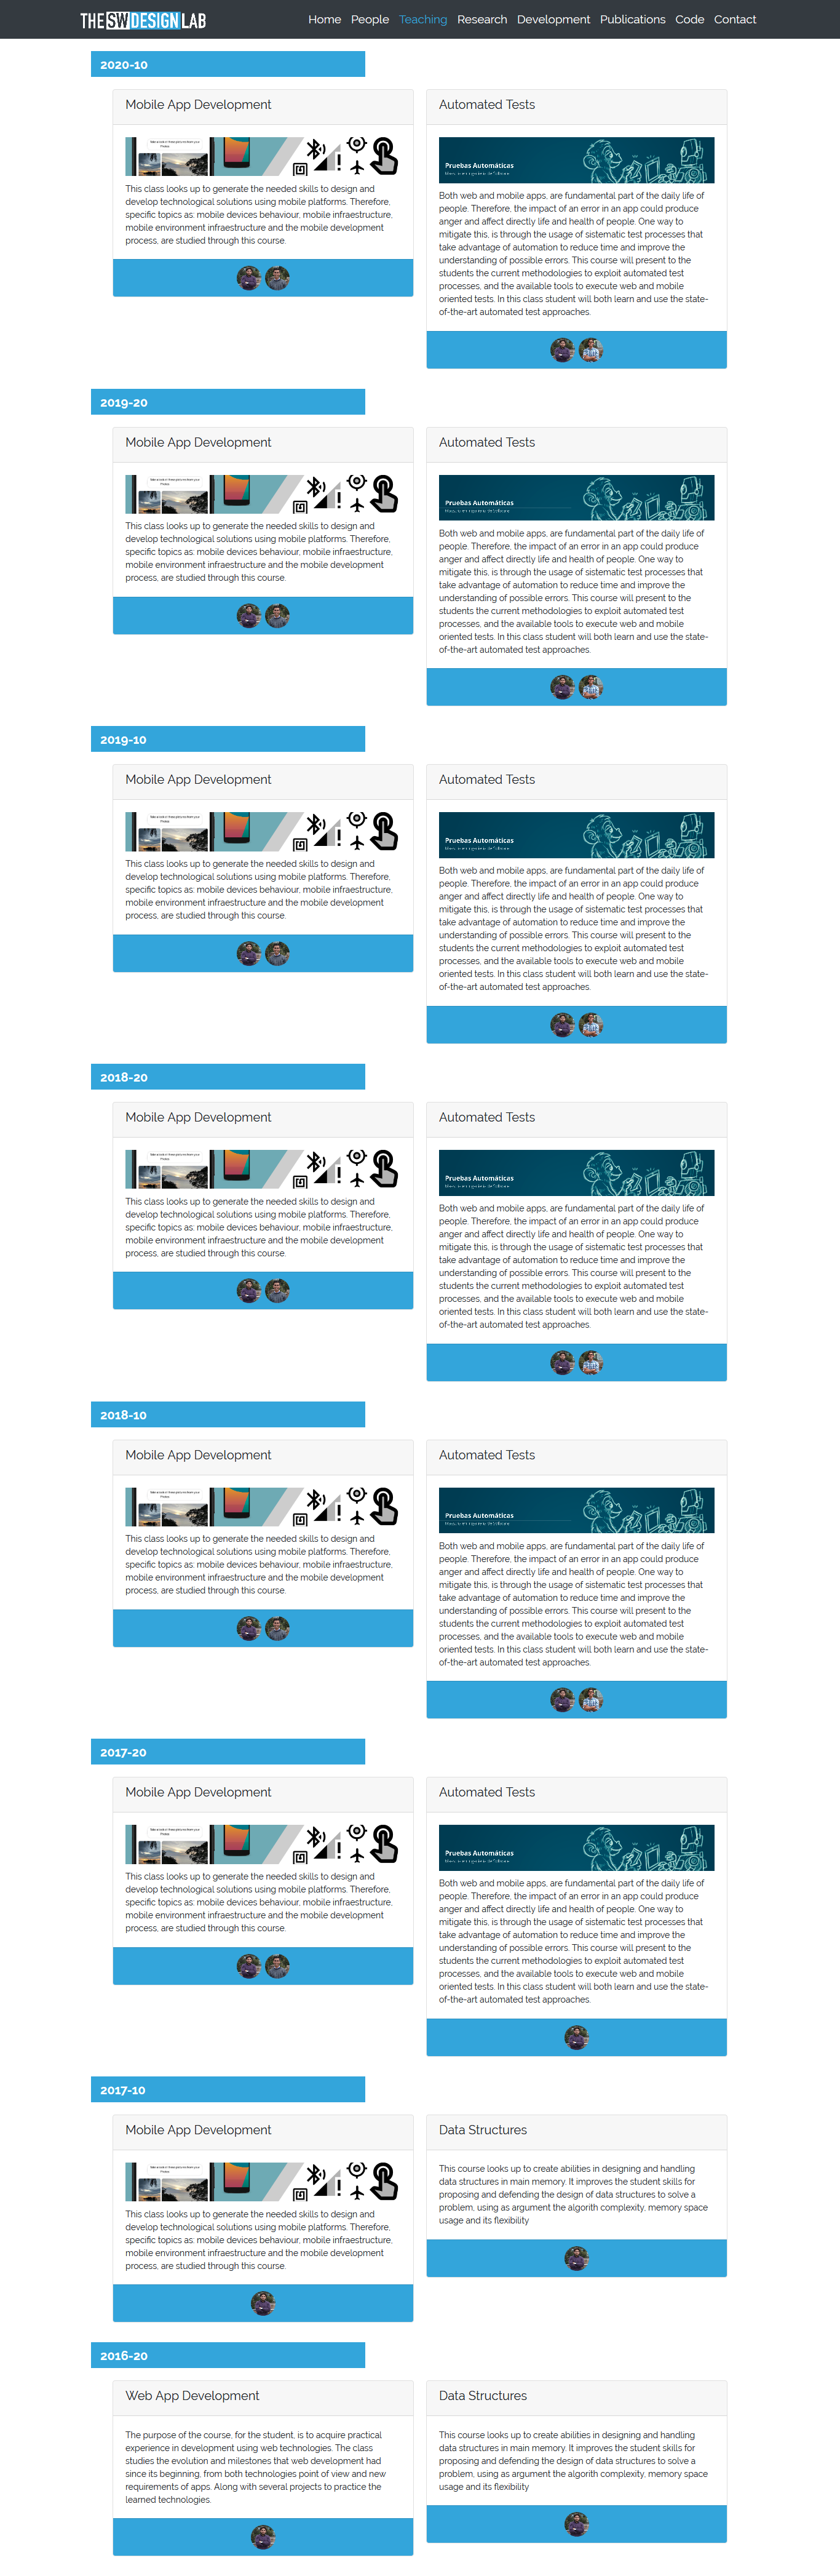 THE SW DESIGN LAB
Home People Teaching Research Development Publications Code Contact
2020-10
Mobile App Development
Take a look in these pictures from your
Photos
This class looks up to generate the needed skills to design and
develop technological solutions using mobile platforms. Therefore,
specific topics as: mobile devices behaviour, mobile infraestructure,
mobile environment infraestructure and the mobile development
process, are studied through this course.
Automated Tests
Pruebas Automáticas
Both web and mobile apps, are fundamental part of the daily life of
people. Therefore, the impact of an error in an app could produce
anger and affect directly life and health of people. One way to
mitigate this, is through the usage of sistematic test processes that
take advantage of automation to reduce time and improve the
understanding of possible errors. This course will present to the
students the current methodologies to exploit automated test
processes, and the available tools to execute web and mobile
oriented tests. In this class student will both learn and use the state-
of-the-art automated test approaches.
2019-20
Mobile App Development
Take a look in these pictures from your
Photos
This class looks up to generate the needed skills to design and
develop technological solutions using mobile platforms. Therefore,
specific topics as: mobile devices behaviour, mobile infraestructure,
mobile environment infraestructure and the mobile development
process, are studied through this course.
Automated Tests
Pruebas Automáticas
Both web and mobile apps, are fundamental part of the daily life of
people. Therefore, the impact of an error in an app could produce
anger and affect directly life and health of people. One way to
mitigate this, is through the usage of sistematic test processes that
take advantage of automation to reduce time and improve the
understanding of possible errors. This course will present to the
students the current methodologies to exploit automated test
processes, and the available tools to execute web and mobile
oriented tests. In this class student will both learn and use the state-
of-the-art automated test approaches.
2019-10
Mobile App Development
Take a look in these pictures from your
Photos
This class looks up to generate the needed skills to design and
develop technological solutions using mobile platforms. Therefore,
specific topics as: mobile devices behaviour, mobile infraestructure,
mobile environment infraestructure and the mobile development
process, are studied through this course.
Automated Tests
Pruebas Automáticas
Both web and mobile apps, are fundamental part of the daily life of
people. Therefore, the impact of an error in an app could produce
anger and affect directly life and health of people. One way to
mitigate this, is through the usage of sistematic test processes that
take advantage of automation to reduce time and improve the
understanding of possible errors. This course will present to the
students the current methodologies to exploit automated test
processes, and the available tools to execute web and mobile
oriented tests. In this class student will both learn and use the state-
of-the-art automated test approaches.
2018-20
Mobile App Development
Take a look in these pictures from your
Photos
This class looks up to generate the needed skills to design and
develop technological solutions using mobile platforms. Therefore,
specific topics as: mobile devices behaviour, mobile infraestructure,
mobile environment infraestructure and the mobile development
process, are studied through this course.
Automated Tests
Pruebas Automáticas
Both web and mobile apps, are fundamental part of the daily life of
people. Therefore, the impact of an error in an app could produce
anger and affect directly life and health of people. One way to
mitigate this, is through the usage of sistematic test processes that
take advantage of automation to reduce time and improve the
understanding of possible errors. This course will present to the
students the current methodologies to exploit automated test
processes, and the available tools to execute web and mobile
oriented tests. In this class student will both learn and use the state-
of-the-art automated test approaches.
2018-10
Mobile App Development
Take a look in these pictures from your
Photos
This class looks up to generate the needed skills to design and
develop technological solutions using mobile platforms. Therefore,
specific topics as: mobile devices behaviour, mobile infraestructure,
mobile environment infraestructure and the mobile development
process, are studied through this course.
Automated Tests
Pruebas Automáticas
Both web and mobile apps, are fundamental part of the daily life of
people. Therefore, the impact of an error in an app could produce
anger and affect directly life and health of people. One way to
mitigate this, is through the usage of sistematic test processes that
take advantage of automation to reduce time and improve the
understanding of possible errors. This course will present to the
students the current methodologies to exploit automated test
processes, and the available tools to execute web and mobile
oriented tests. In this class student will both learn and use the state-
of-the-art automated test approaches.
2017-20
Mobile App Development
Take a look in these pictures from your
Photos
This class looks up to generate the needed skills to design and
develop technological solutions using mobile platforms. Therefore,
specific topics as: mobile devices behaviour, mobile infraestructure,
mobile environment infraestructure and the mobile development
process, are studied through this course.
Automated Tests
Pruebas Automáticas
Both web and mobile apps, are fundamental part of the daily life of
people. Therefore, the impact of an error in an app could produce
anger and affect directly life and health of people. One way to
mitigate this, is through the usage of sistematic test processes that
take advantage of automation to reduce time and improve the
understanding of possible errors. This course will present to the
students the current methodologies to exploit automated test
processes, and the available tools to execute web and mobile
oriented tests. In this class student will both learn and use the state-
of-the-art automated test approaches.
2017-10
Mobile App Development
Take a look in these pictures from your
Photos
This class looks up to generate the needed skills to design and
develop technological solutions using mobile platforms. Therefore,
specific topics as: mobile devices behaviour, mobile infraestructure,
mobile environment infraestructure and the mobile development
process, are studied through this course.
Data Structures
This course looks up to create abilities in designing and handling
data structures in main memory. It improves the student skills for
proposing and defending the design of data structures to solve a
problem, using as argument the algorith complexity, memory space
usage and its flexibility
2016-20
Web App Development
The purpose of the course, for the student, is to acquire practical
experience in development using web technologies. The class
studies the evolution and milestones that web development had
since its beginning, from both technologies point of view and new
requirements of apps. Along with several projects to practice the
learned technologies.
Data Structures
This course looks up to create abilities in designing and handling
data structures in main memory. It improves the student skills for
proposing and defending the design of data structures to solve a
problem, using as argument the algorith complexity, memory space
usage and its flexibility